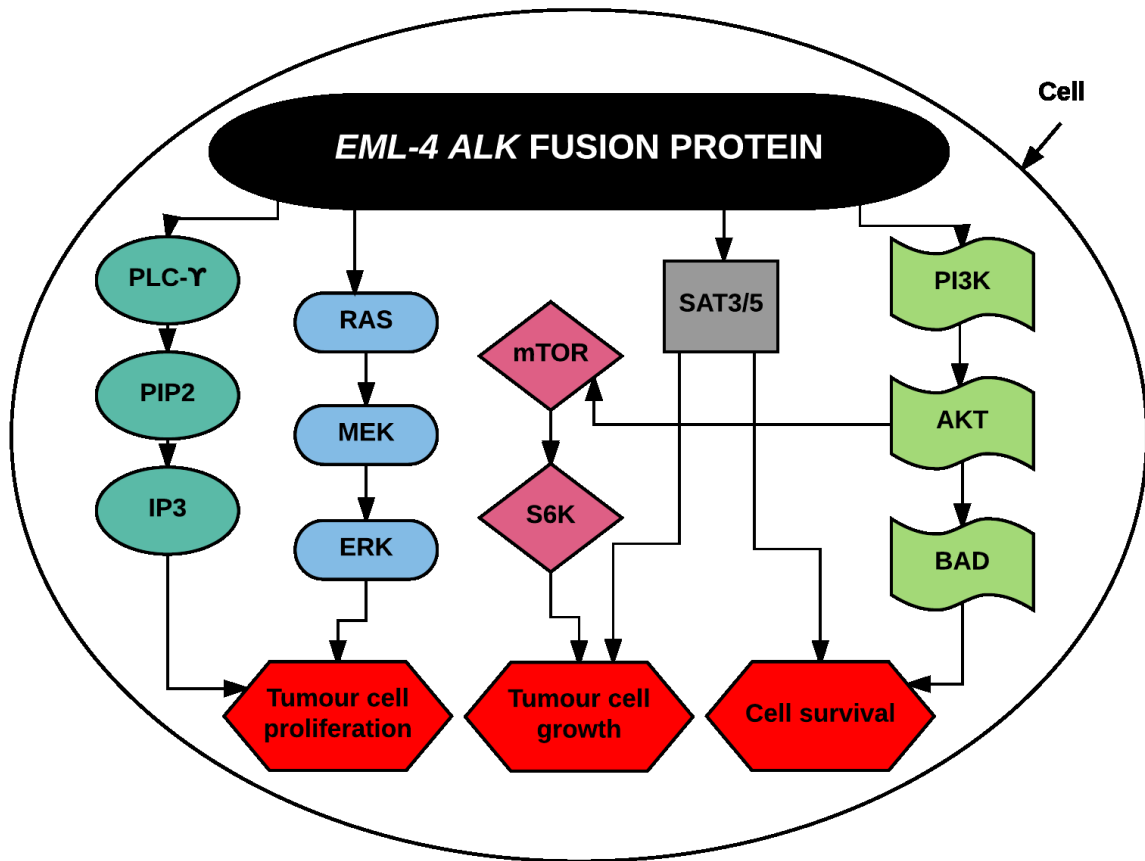 Cell
EML-4 ALK FUSION PROTEIN
PLC-ϒ
PIP2
IP3
RAS
MEK
ERK
mTOR
S6K
SAT3/5
PI3K
AKT
BAD
Tumour cell
proliferation
Tumour cell
growth
Cell survival